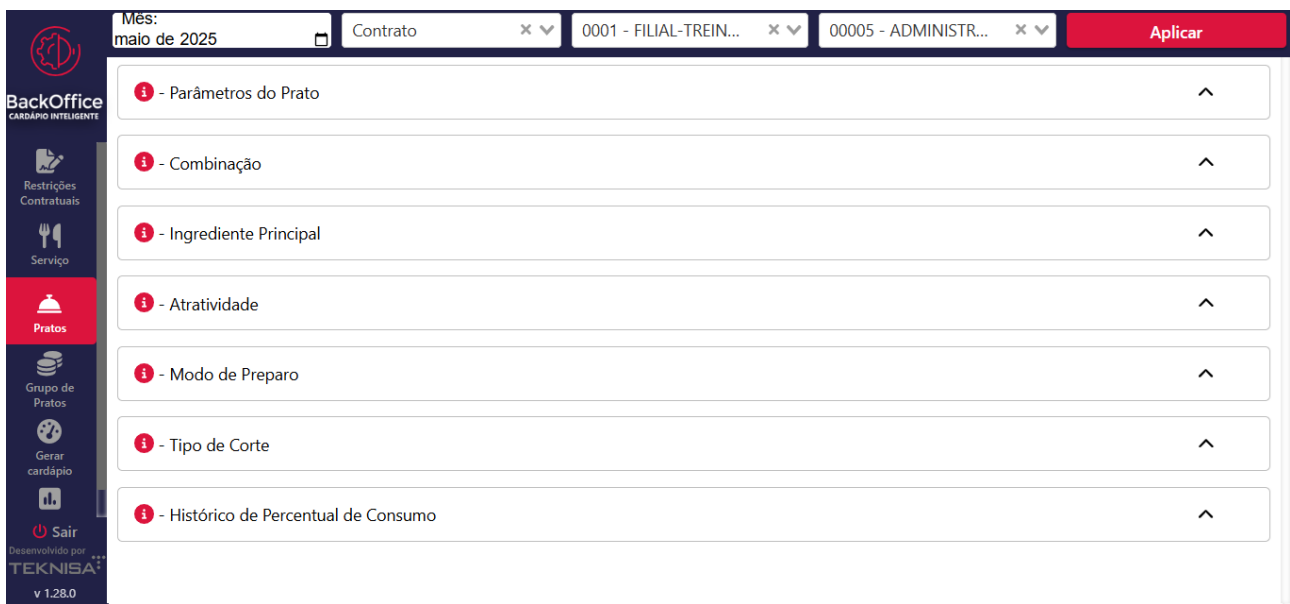 Mês:
maio de 2025
Contrato
0001 - FILIAL-TREIN...
00005 - ADMINISTR...
Aplicar
BackOffice
CARDÁPIO INTELIGENTE
Restrições
Contratuais
Serviço
Pratos
Grupo de
Pratos
Gerar
cardápio
Sair
Desenvolvido por
TEKNISA
v 1.28.0
- Parâmetros do Prato
- Combinação
- Ingrediente Principal
- Atratividade
- Modo de Preparo
- Tipo de Corte
- Histórico de Percentual de Consumo